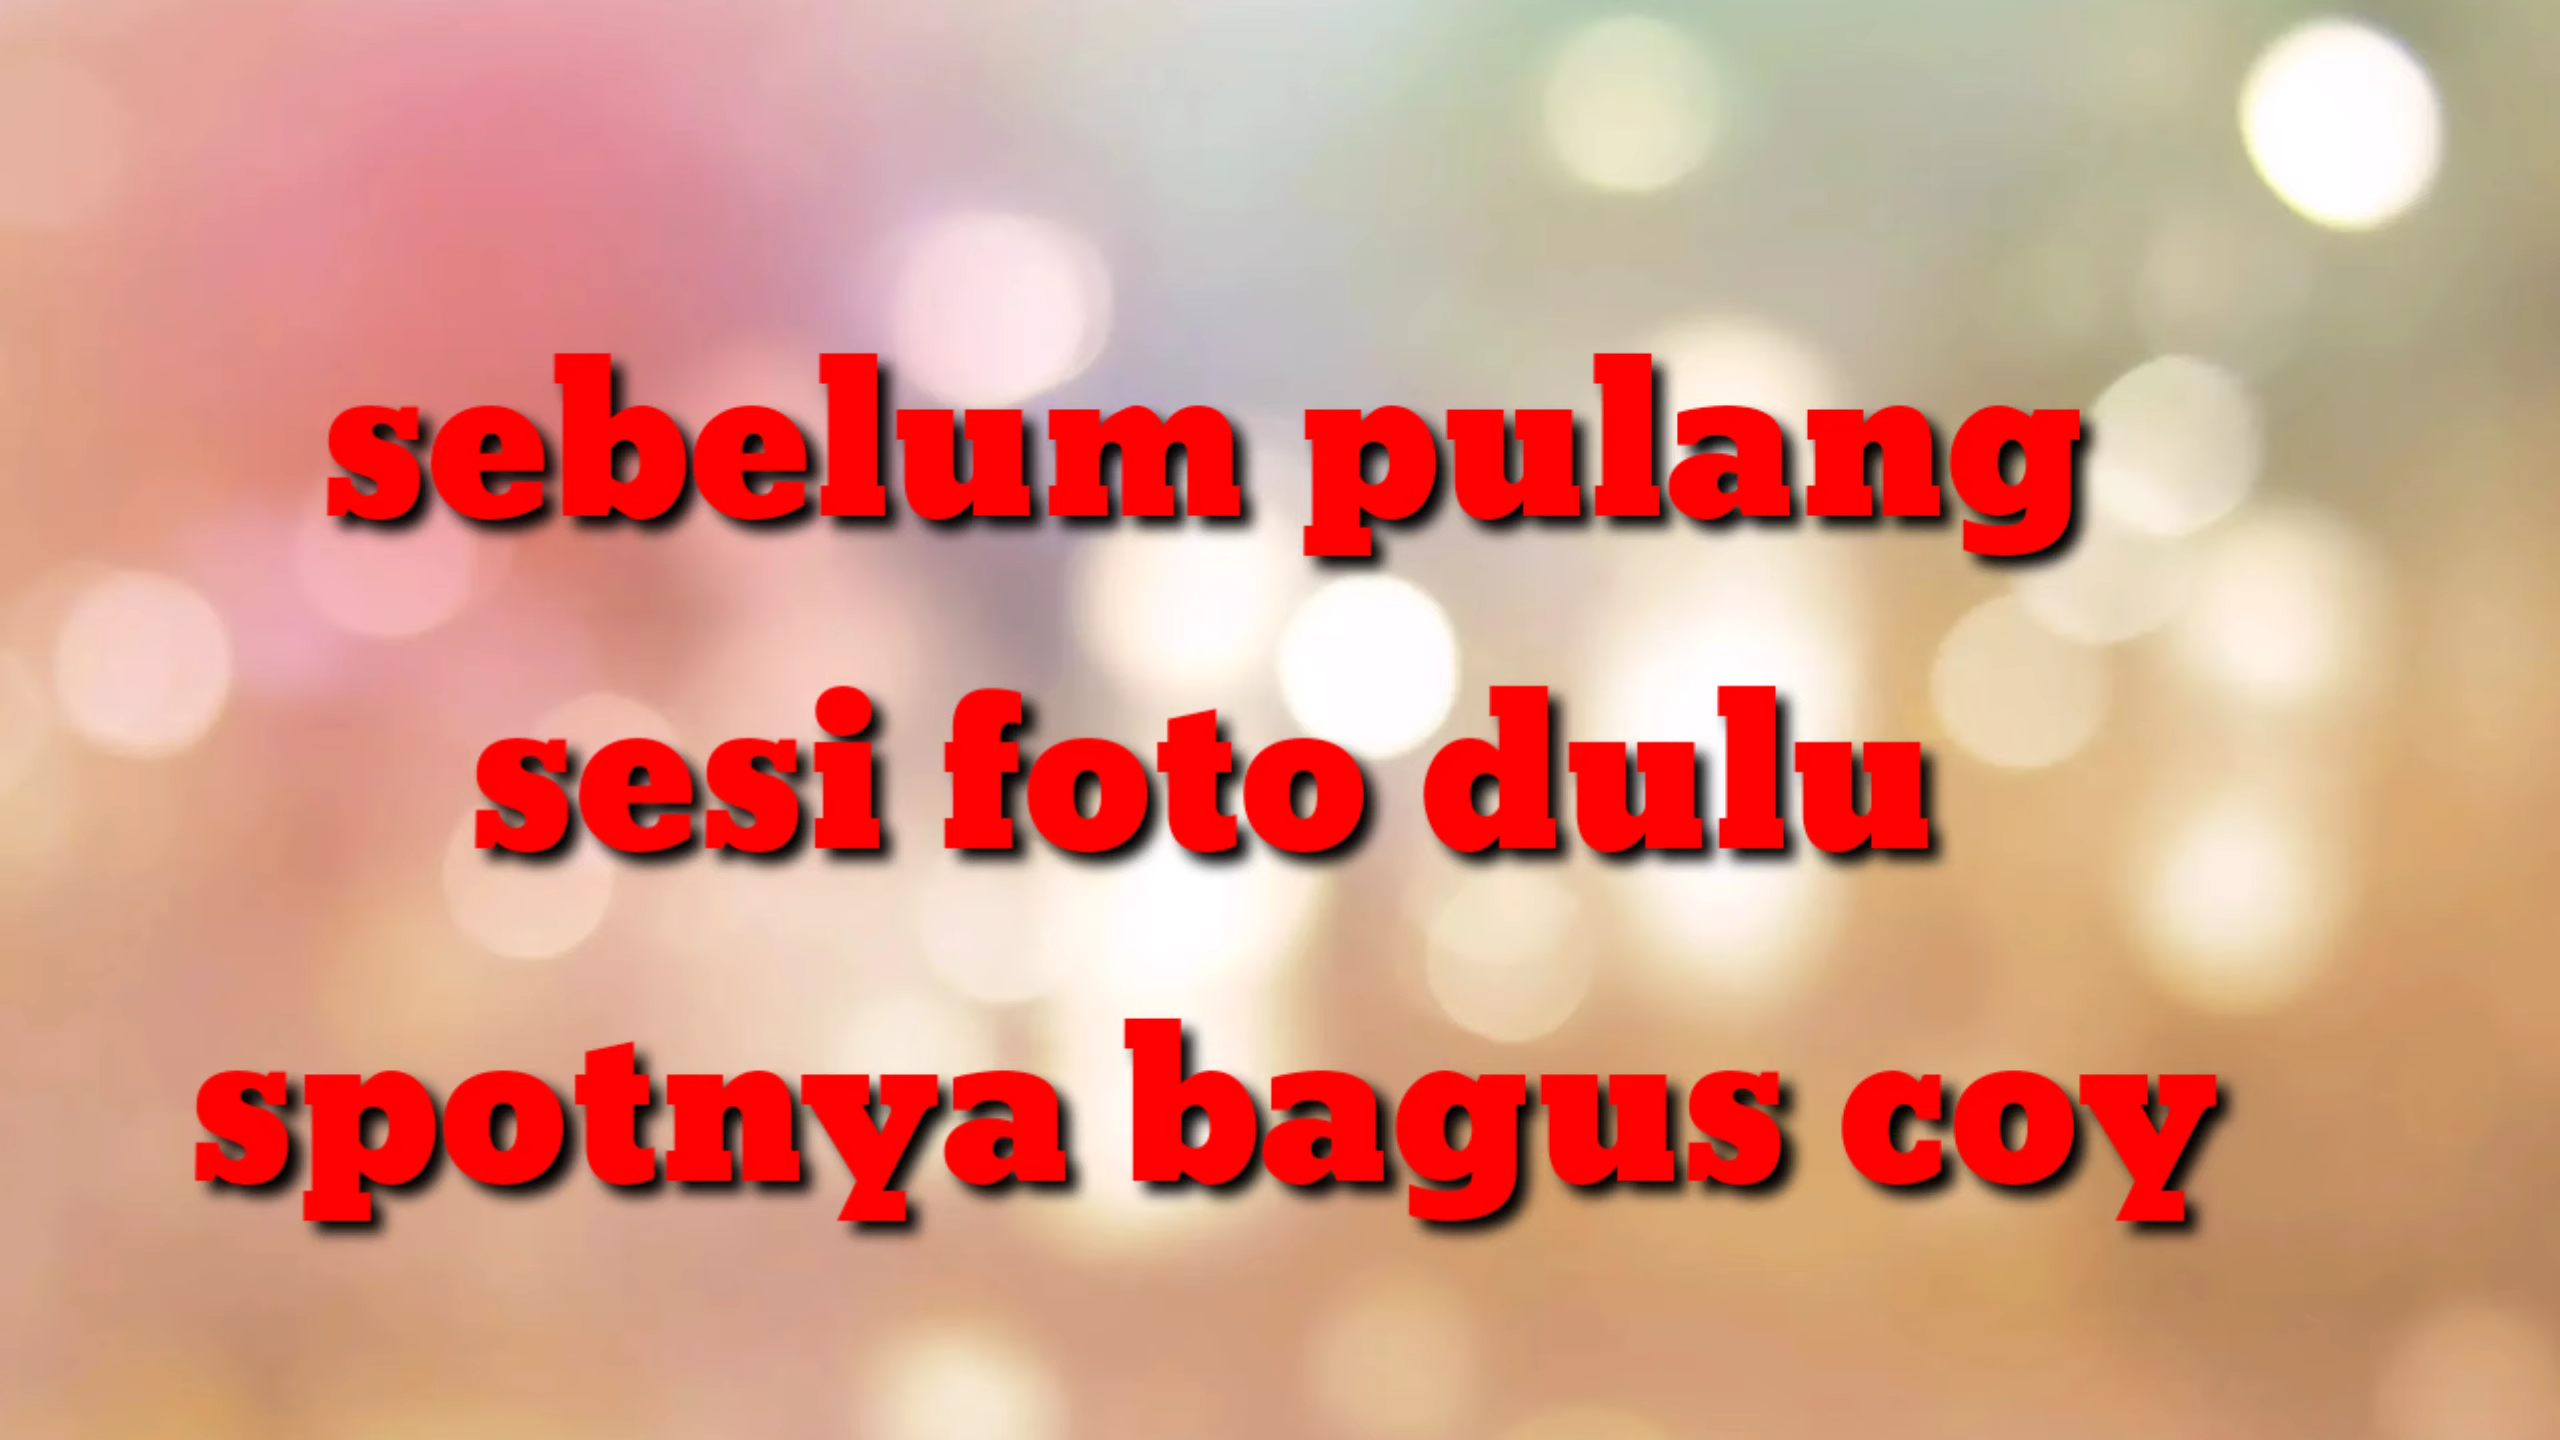 sebelum pulang
sesi foto dulu
spotnya bagus coy